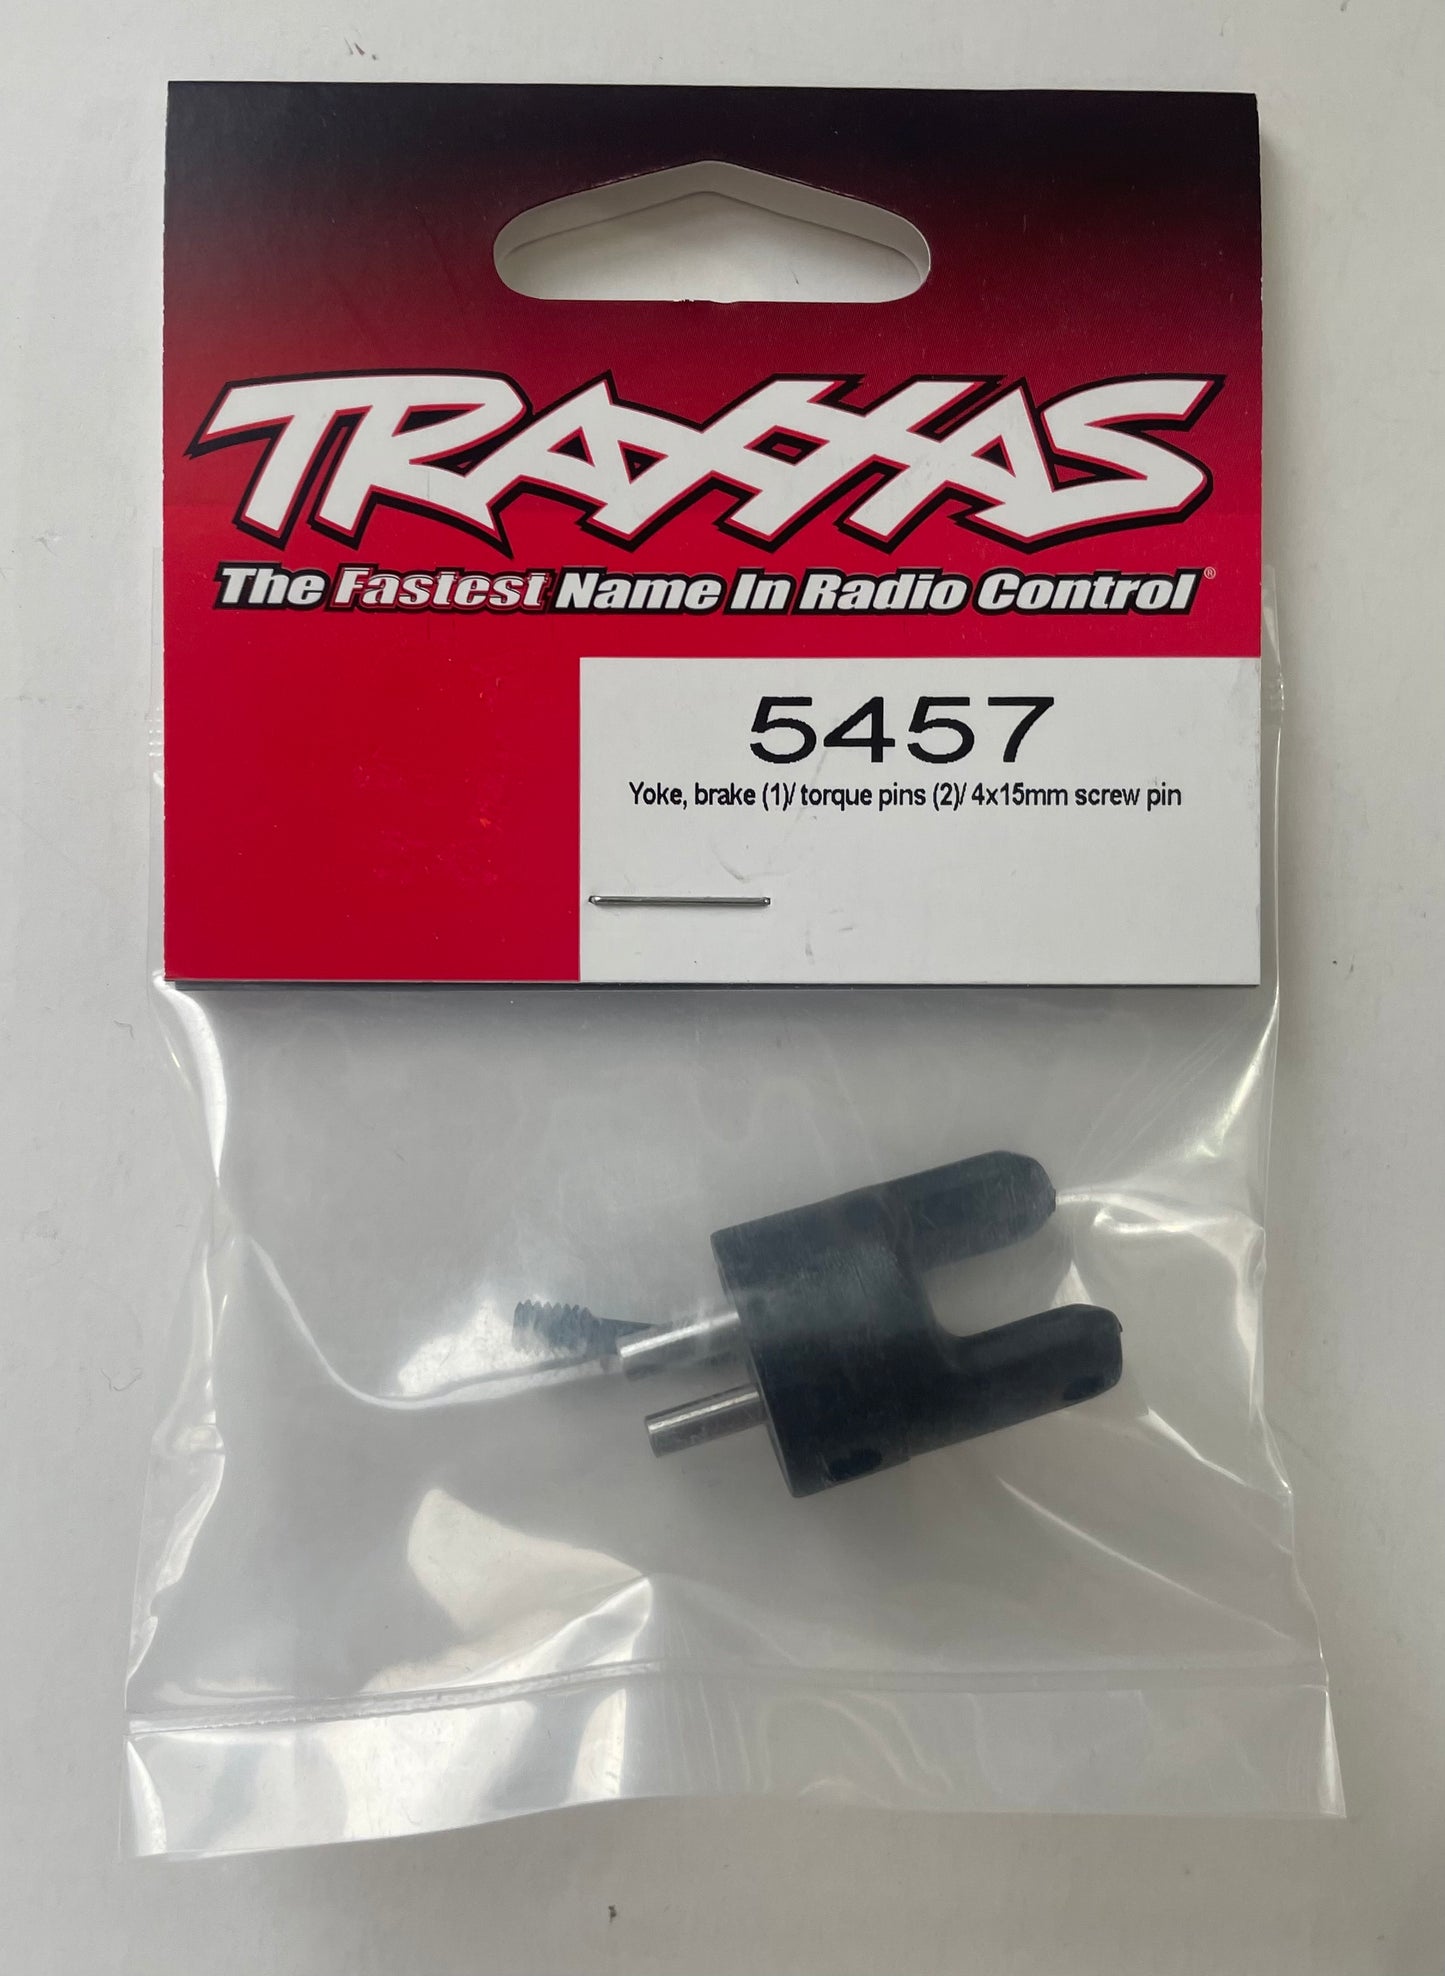 TRAXXAS
The Fastest Name In Radio Control®
5457
Yoke, brake (1)/ torque pins (2)/ 4x15mm screw pin